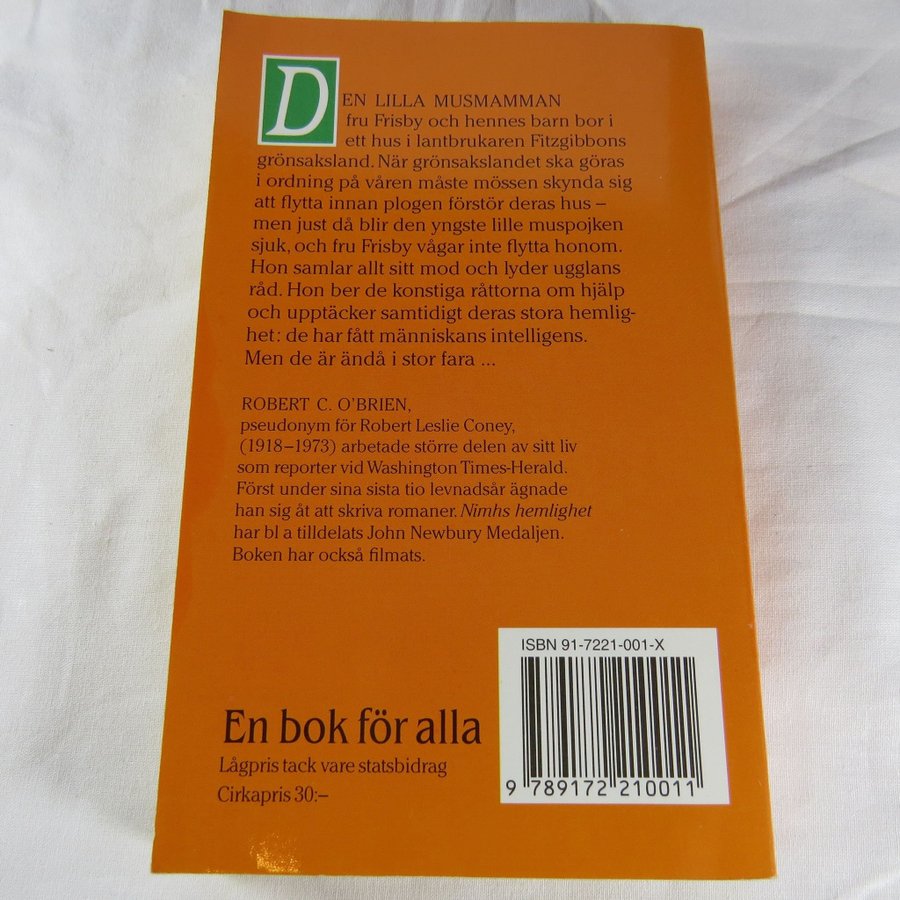 DEN LILLA MUSMAMMAN
fru Frisby och hennes barn bor i
ett hus i lantbrukaren Fitzgibbons
grönsaksland. När grönsakslandet ska göras
i ordning på våren måste mössen skynda sig
att flytta innan plogen förstör deras hus –
men just då blir den yngste lille muspojken
sjuk, och fru Frisby vågar inte flytta honom.
Hon samlar allt sitt mod och lyder ugglans
råd. Hon ber de konstiga råttorna om hjälp
och upptäcker samtidigt deras stora hemlig-
het: de har fått människans intelligens.
Men de är ändå i stor fara ...
ROBERT C. O'BRIEN,
pseudonym för Robert Leslie Coney,
(1918–1973) arbetade större delen av sitt liv
som reporter vid Washington Times-Herald.
Först under sina sista tio levnadsår ägnade
han sig åt att skriva romaner. Nimhs hemlighet
har bl a tilldelats John Newbury Medaljen.
Boken har också filmats.
ISBN 91-7221-001-X
9 789172 210011
En bok för alla
Lågpris tack vare statsbidrag
Cirkapris 30:–